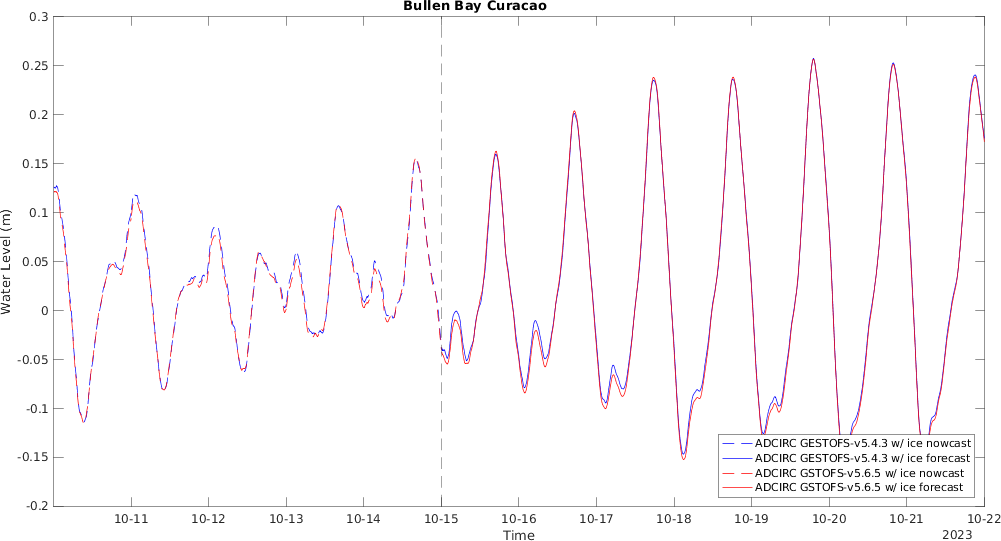 Bullen Bay Curacao
0.3
0.25
0.2
0.15
0.1
0.05
0
-0.05
-0.1
-0.15
-0.2
Water Level (m)
ADCIRC GESTOFS-v5.4.3 w/ ice nowcast
ADCIRC GESTOFS-v5.4.3 w/ ice forecast
ADCIRC GSTOFS-v5.6.5 w/ ice nowcast
ADCIRC GSTOFS-v5.6.5 w/ ice forecast
10-11 10-12 10-13 10-14 10-15 10-16 10-17 10-18 10-19 10-20 10-21 10-22
Time
2023